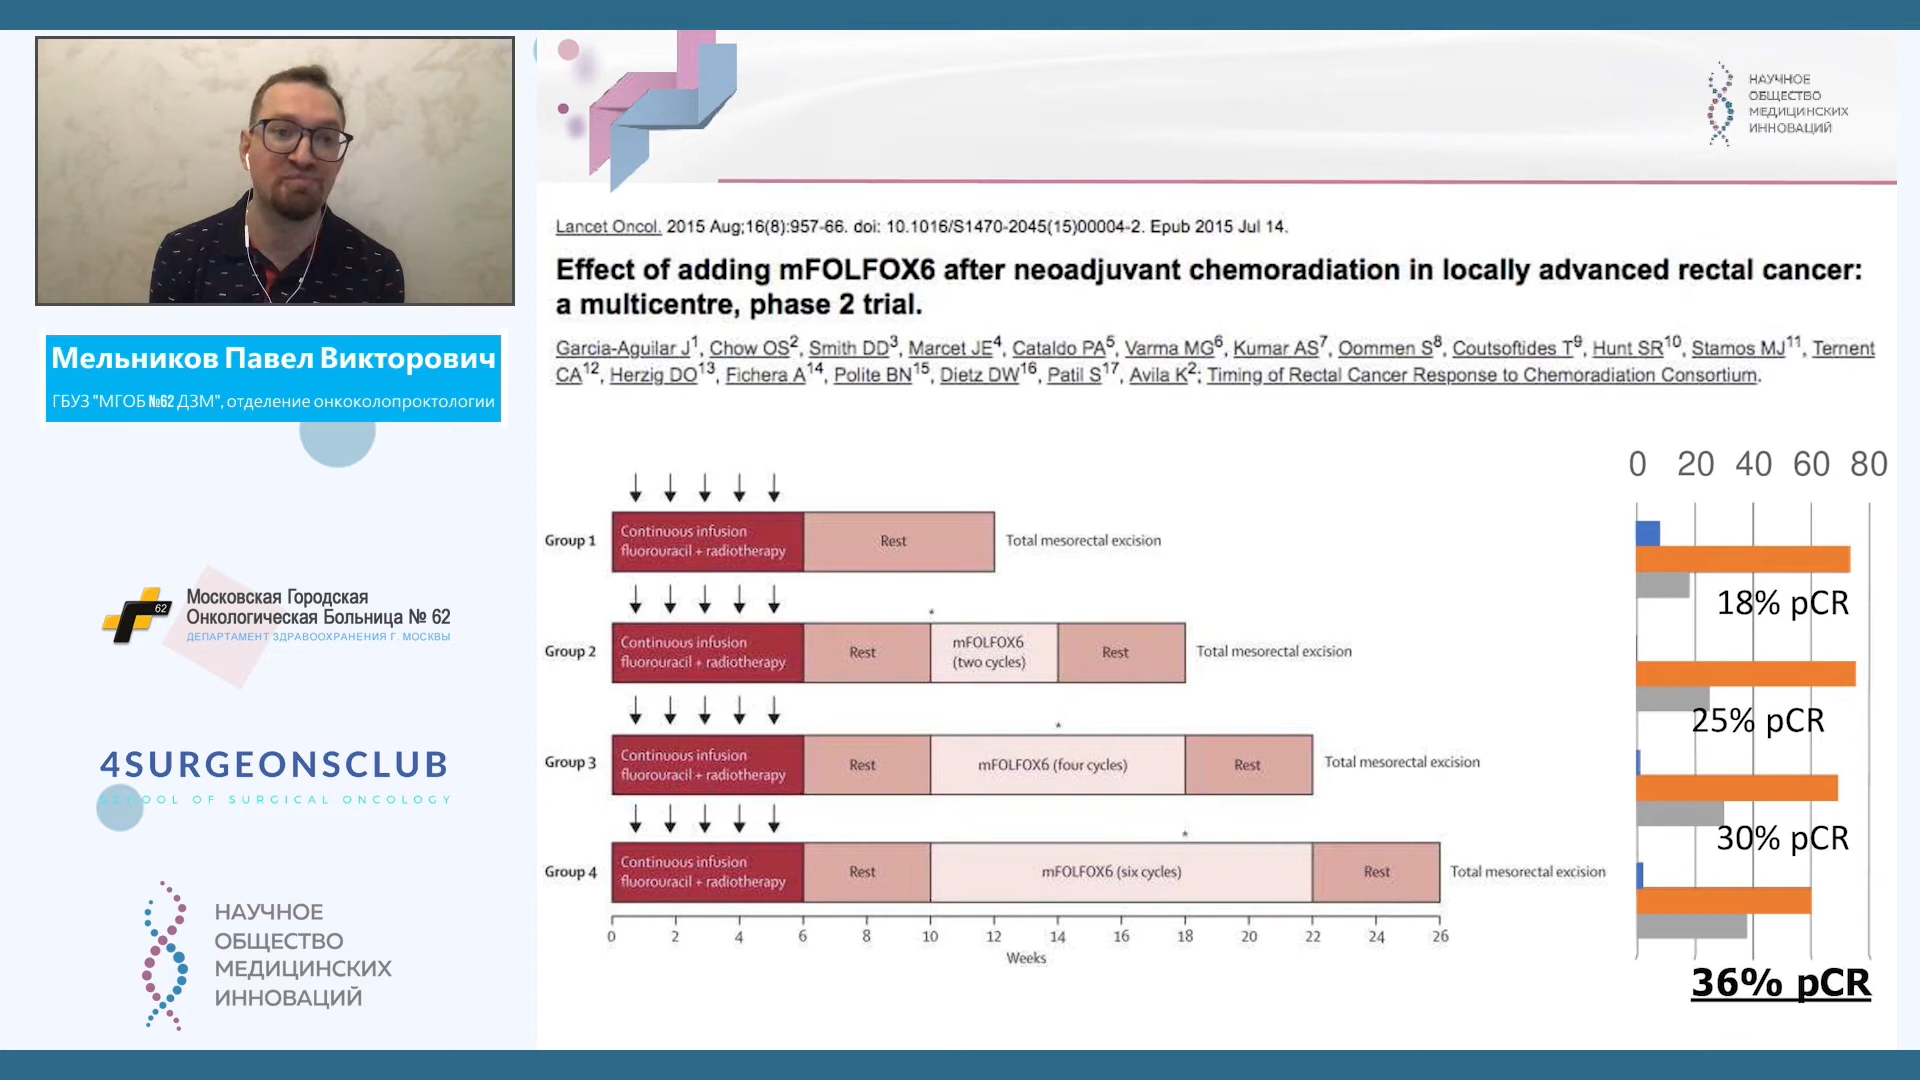 Мельников Павел Викторович
ГБУЗ "МГОБ №62 ДЗМ", отделение онкоколопроктологии
62
Московская Городская
Онкологическая Больница № 62
ДЕПАРТАМЕНТ ЗДРАВООХРАНЕНИЯ Г. МОСКВЫ
4SURGEONSCLUB
SCHOOL OF SURGICAL ONCOLOGY
НАУЧНОЕ
ОБЩЕСТВО
МЕДИЦИНСКИХ
ИННОВАЦИЙ
НАУЧНОЕ
ОБЩЕСТВО
МЕДИЦИНСКИХ
ИННОВАЦИЙ
Lancet Oncol. 2015 Aug;16(8):957-66. doi: 10.1016/S1470-2045(15)00004-2. Epub 2015 Jul 14.
Effect of adding mFOLFOX6 after neoadjuvant chemoradiation in locally advanced rectal cancer:
a multicentre, phase 2 trial.
Garcia-Aguilar J1, Chow OS2, Smith DD3, Marcet JE4, Cataldo PA5, Varma MG6, Kumar AS7, Oommen S8, Coutsoftides T9, Hunt SR10, Stamos MJ11, Ternent
CA12, Herzig DO13, Fichera A14, Polite BN15, Dietz DW16, Patil S17, Avila K2; Timing of Rectal Cancer Response to Chemoradiation Consortium.
Group 1
Continuous infusion
fluorouracil + radiotherapy
Rest
Total mesorectal excision
*
Group 2
Continuous infusion
fluorouracil + radiotherapy
Rest
mFOLFOX6
(two cycles)
Rest
Total mesorectal excision
*
Group 3
Continuous infusion
fluorouracil + radiotherapy
Rest
mFOLFOX6 (four cycles)
Rest
Total mesorectal excision
*
Group 4
Continuous infusion
fluorouracil + radiotherapy
Rest
mFOLFOX6 (six cycles)
Rest
Total mesorectal excision
0 2 4 6 8 10 12 14 16 18 20 22 24 26
Weeks
0 20 40 60 80
18% pCR
25% pCR
30% pCR
36% pCR